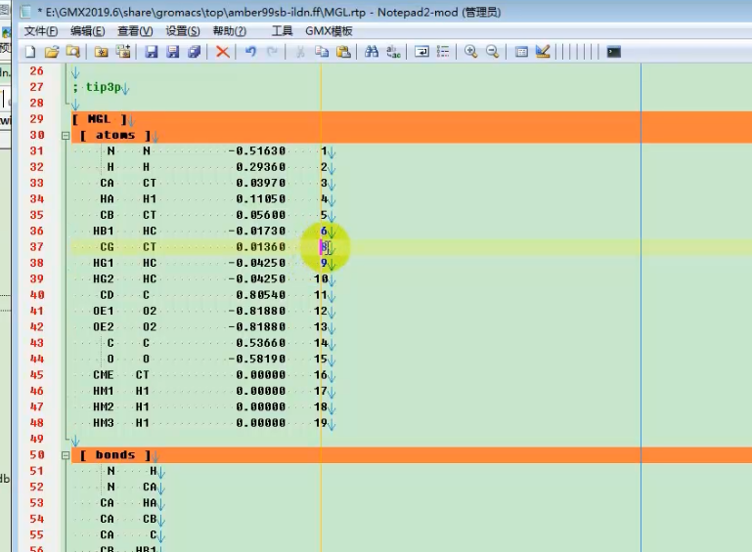 * E:\GMX2019.6\share\gromacs\top\amber99sb-ildn.ff\MGL.rtp - Notepad2-mod (管理员)
文件(F) 编辑(E) 查看(V) 设置(S) 帮助(?) 工具 GMX模板
26
27 ; tip3p
28
29 [ MGL ]
30 [ atoms ]
31 N N -0.51630 1
32 H H 0.29360 2
33 CA CT 0.03970 3
34 HA H1 0.11050 4
35 CB CT 0.05600 5
36 HB1 HC -0.01730 6
37 CG CT 0.01360 8
38 HG1 HC -0.04250 9
39 HG2 HC -0.04250 10
40 CD C 0.80540 11
41 OE1 O2 -0.81880 12
42 OE2 O2 -0.81880 13
43 C C 0.53660 14
44 O O -0.58190 15
45 CME CT 0.00000 16
46 HM1 H1 0.00000 17
47 HM2 H1 0.00000 18
48 HM3 H1 0.00000 19
49
50 [ bonds ]
51 N H
52 N CA
53 CA HA
54 CA CB
55 CA C
56 CB HB1